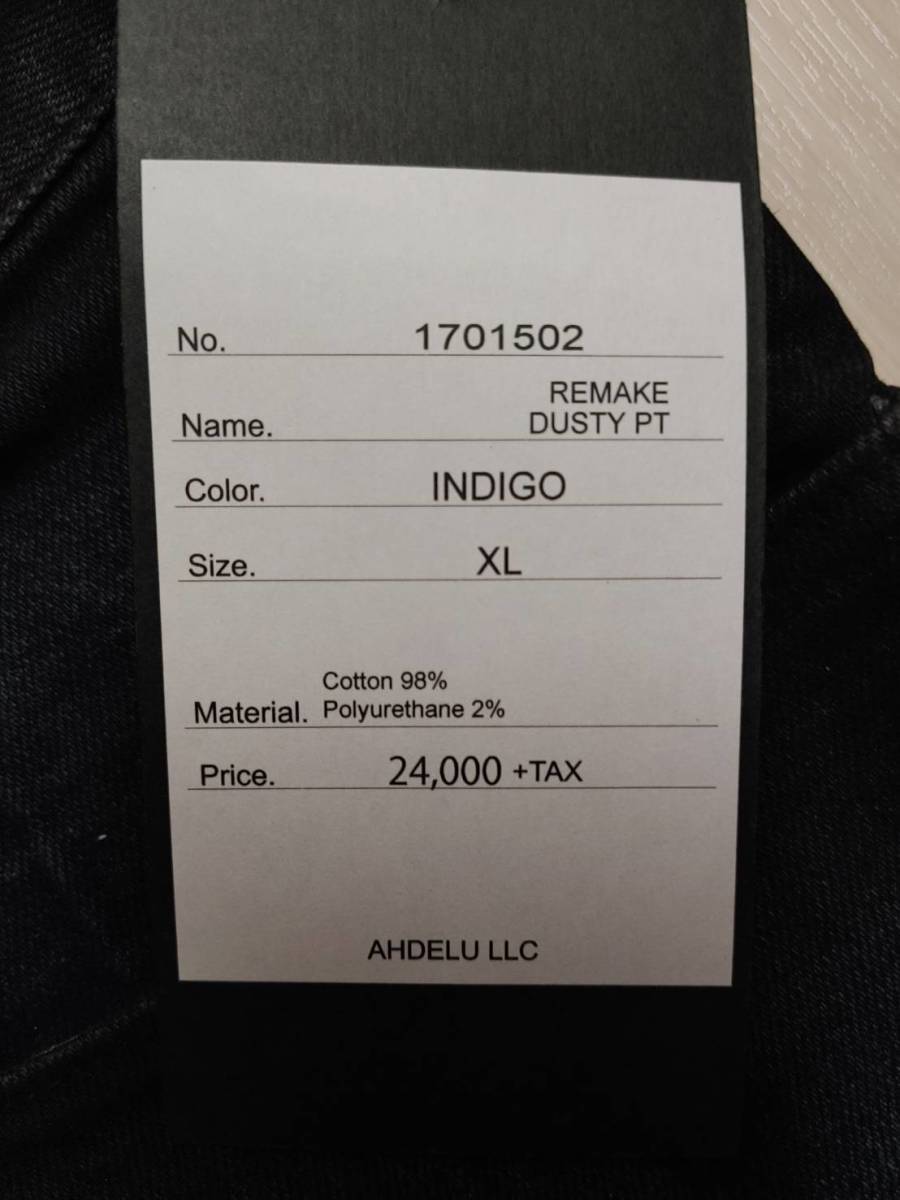 No. 1701502
REMAKE
Name. DUSTY PT
Color. INDIGO
Size. XL
Cotton 98%
Material. Polyurethane 2%
Price. 24,000 +TAX
AHDELU LLC